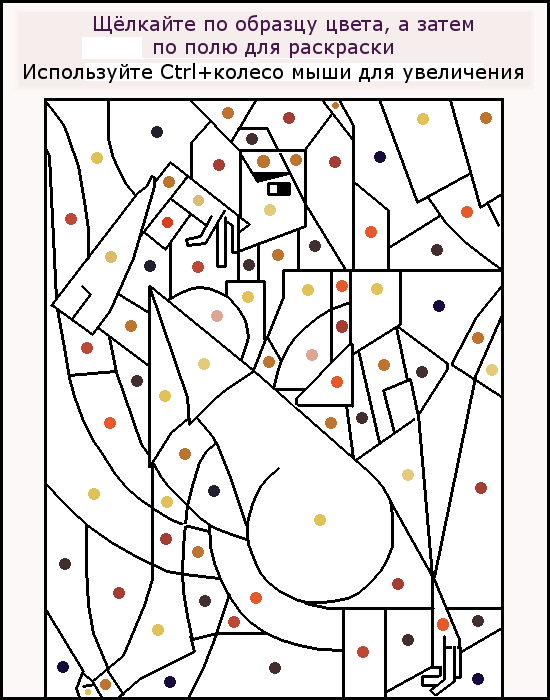 Щёлкайте по образцу цвета, а затем
по полю для раскраски
Используйте Ctrl+колесо мыши для увеличения